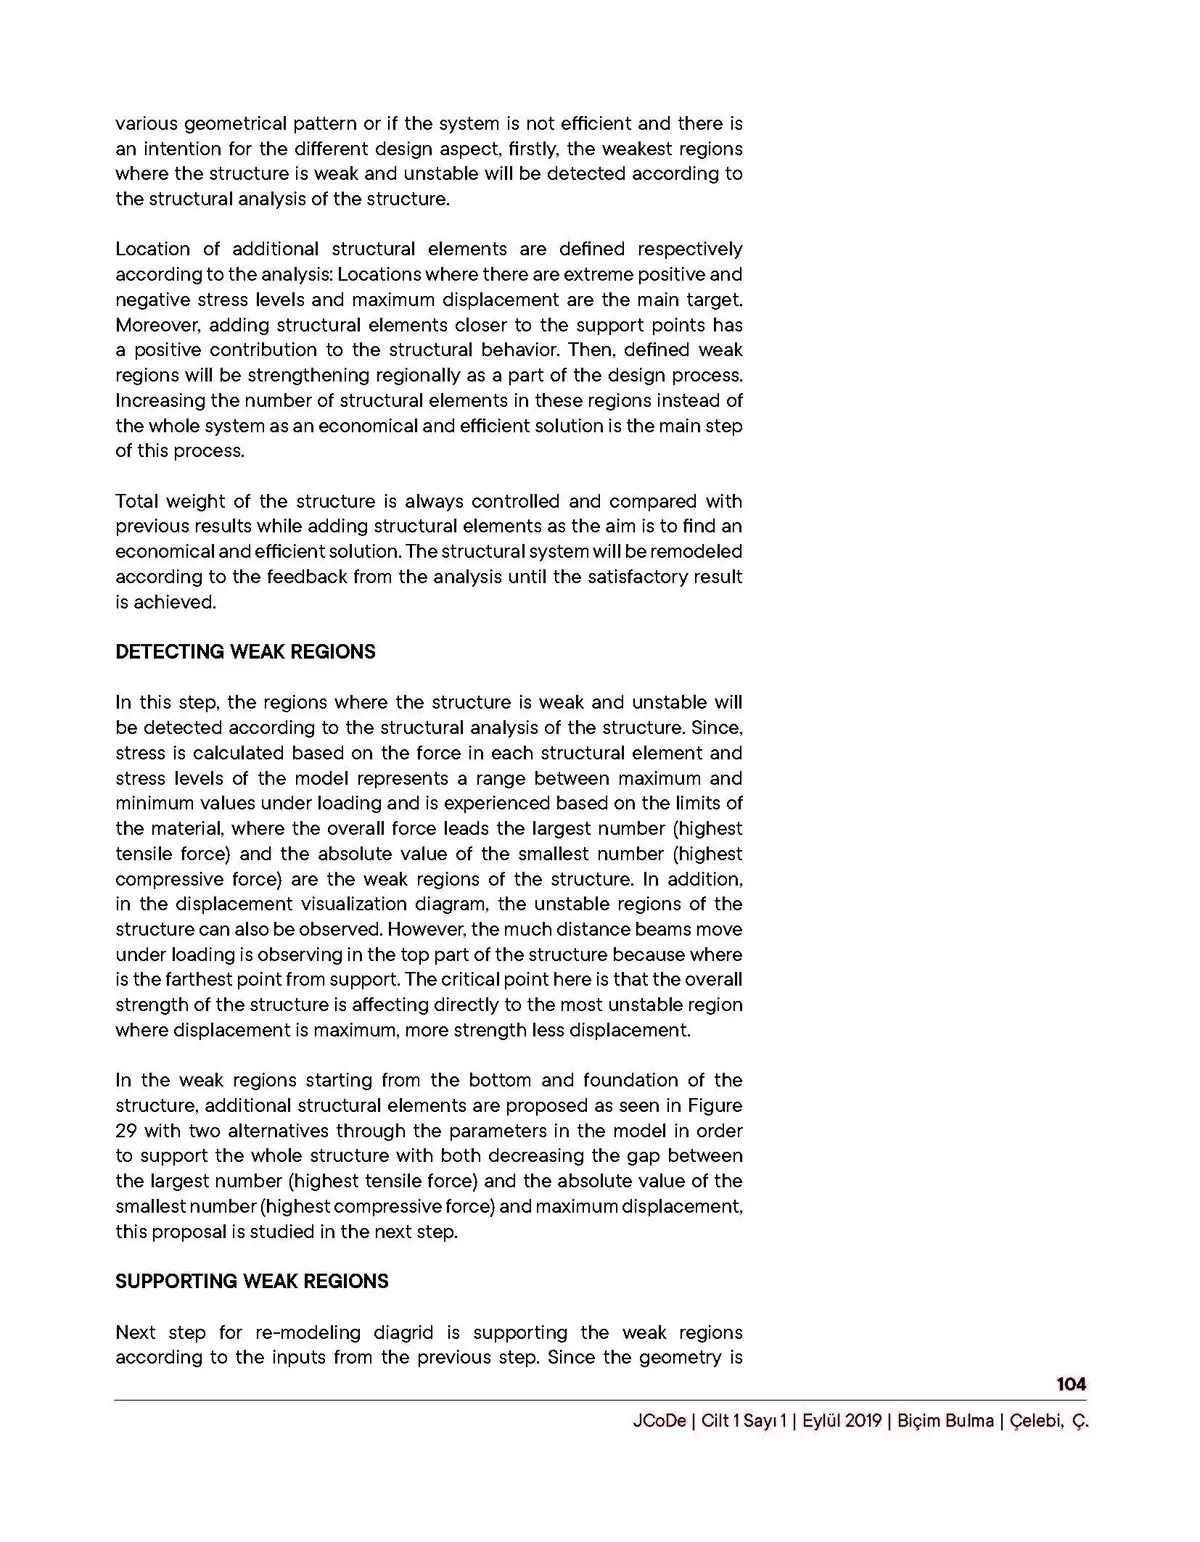 various geometrical pattern or if the system is not efficient and there is
an intention for the different design aspect, firstly, the weakest regions
where the structure is weak and unstable will be detected according to
the structural analysis of the structure.
Location of additional structural elements are defined respectively
according to the analysis: Locations where there are extreme positive and
negative stress levels and maximum displacement are the main target.
Moreover, adding structural elements closer to the support points has
a positive contribution to the structural behavior. Then, defined weak
regions will be strengthening regionally as a part of the design process.
Increasing the number of structural elements in these regions instead of
the whole system as an economical and efficient solution is the main step
of this process.
Total weight of the structure is always controlled and compared with
previous results while adding structural elements as the aim is to find an
economical and efficient solution. The structural system will be remodeled
according to the feedback from the analysis until the satisfactory result
is achieved.
DETECTING WEAK REGIONS
In this step, the regions where the structure is weak and unstable will
be detected according to the structural analysis of the structure. Since,
stress is calculated based on the force in each structural element and
stress levels of the model represents a range between maximum and
minimum values under loading and is experienced based on the limits of
the material, where the overall force leads the largest number (highest
tensile force) and the absolute value of the smallest number (highest
compressive force) are the weak regions of the structure. In addition,
in the displacement visualization diagram, the unstable regions of the
structure can also be observed. However, the much distance beams move
under loading is observing in the top part of the structure because where
is the farthest point from support. The critical point here is that the overall
strength of the structure is affecting directly to the most unstable region
where displacement is maximum, more strength less displacement.
In the weak regions starting from the bottom and foundation of the
structure, additional structural elements are proposed as seen in Figure
29 with two alternatives through the parameters in the model in order
to support the whole structure with both decreasing the gap between
the largest number (highest tensile force) and the absolute value of the
smallest number (highest compressive force) and maximum displacement,
this proposal is studied in the next step.
SUPPORTING WEAK REGIONS
Next step for re-modeling diagrid is supporting the weak regions
according to the inputs from the previous step. Since the geometry is
104
JCoDe | Cilt 1 Sayı 1 | Eylül 2019 | Biçim Bulma | Çelebi, Ç.